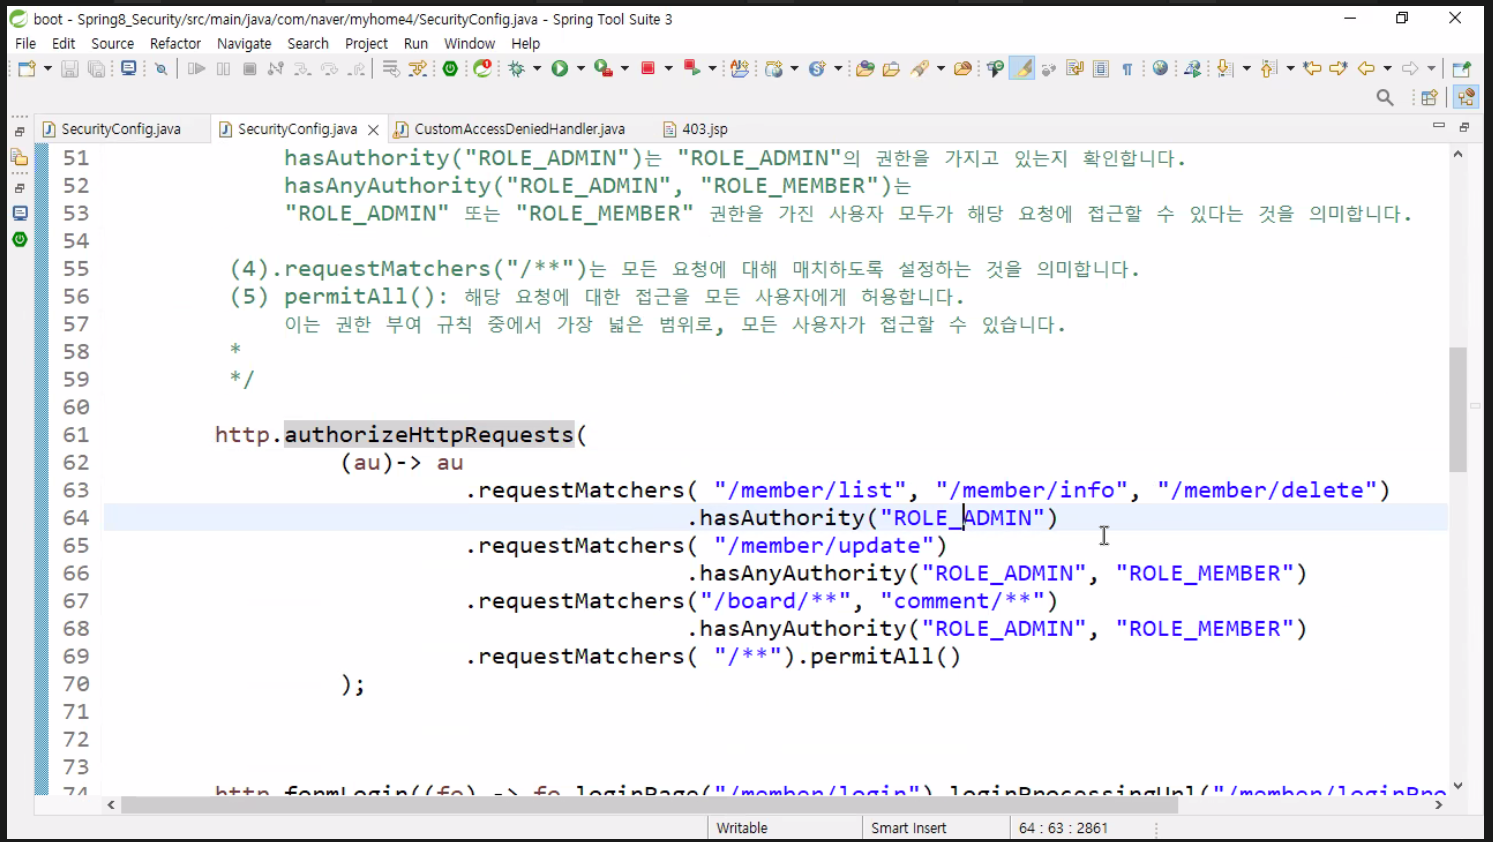 boot - Spring8_Security/src/main/java/com/naver/myhome4/SecurityConfig.java - Spring Tool Suite 3
File Edit Source Refactor Navigate Search Project Run Window Help
SecurityConfig.java SecurityConfig.java CustomAccessDeniedHandler.java 403.jsp
51 hasAuthority("ROLE_ADMIN")는 "ROLE_ADMIN"의 권한을 가지고 있는지 확인합니다.
52 hasAnyAuthority("ROLE_ADMIN", "ROLE_MEMBER")는
53 "ROLE_ADMIN" 또는 "ROLE_MEMBER" 권한을 가진 사용자 모두가 해당 요청에 접근할 수 있다는 것을 의미합니다.
54
55 (4).requestMatchers("/**")는 모든 요청에 대해 매치하도록 설정하는 것을 의미합니다.
56 (5) permitAll(): 해당 요청에 대한 접근을 모든 사용자에게 허용합니다.
57 이는 권한 부여 규칙 중에서 가장 넓은 범위로, 모든 사용자가 접근할 수 있습니다.
58 *
59 */
60
61 http.authorizeHttpRequests(
62 (au)-> au
63 .requestMatchers( "/member/list", "/member/info", "/member/delete")
64 .hasAuthority("ROLE_ADMIN")
65 .requestMatchers( "/member/update")
66 .hasAnyAuthority("ROLE_ADMIN", "ROLE_MEMBER")
67 .requestMatchers("/board/**", "comment/**")
68 .hasAnyAuthority("ROLE_ADMIN", "ROLE_MEMBER")
69 .requestMatchers( "/**").permitAll()
70 );
71
72
73
74 http.formLogin((fo) -> fo.loginPage("/member/login").loginProcessingUrl("/member/loginPro
Writable Smart Insert 64 : 63 : 2861